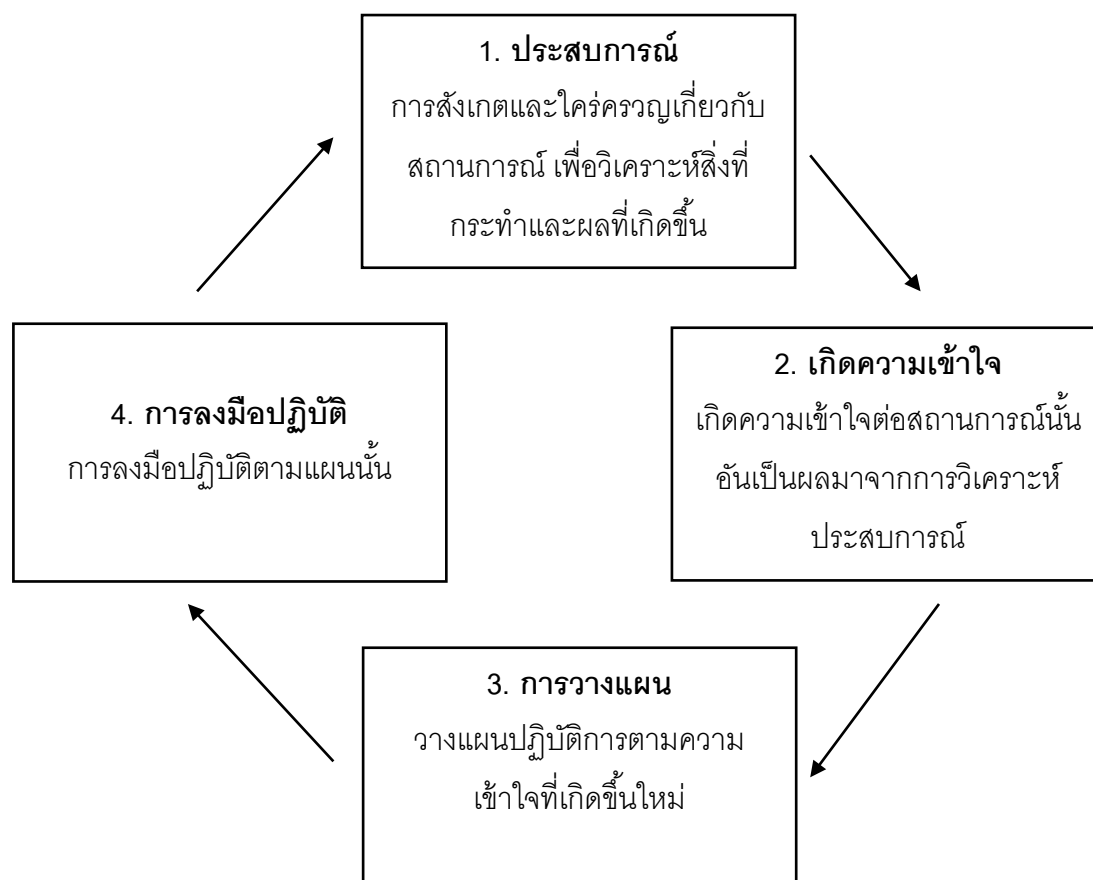 1. ประสบการณ์
การสังเกตและใคร่ครวญเกี่ยวกับ
สถานการณ์ เพื่อวิเคราะห์สิ่งที่
กระทำและผลที่เกิดขึ้น
2. เกิดความเข้าใจ
เกิดความเข้าใจต่อสถานการณ์นั้น
อันเป็นผลมาจากการวิเคราะห์
ประสบการณ์
3. การวางแผน
วางแผนปฏิบัติการตามความ
เข้าใจที่เกิดขึ้นใหม่
4. การลงมือปฏิบัติ
การลงมือปฏิบัติตามแผนนั้น